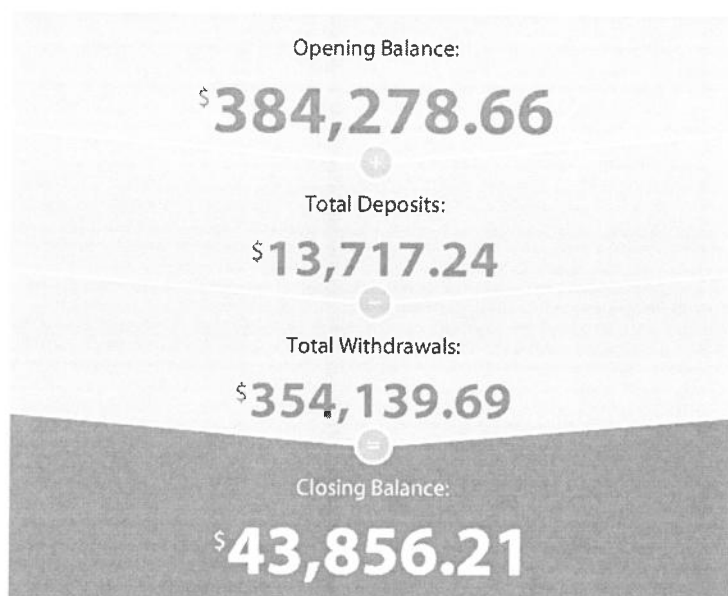 Opening Balance:
$384,278.66
+
Total Deposits:
$13,717.24
-
Total Withdrawals:
$354,139.69
=
Closing Balance:
$43,856.21